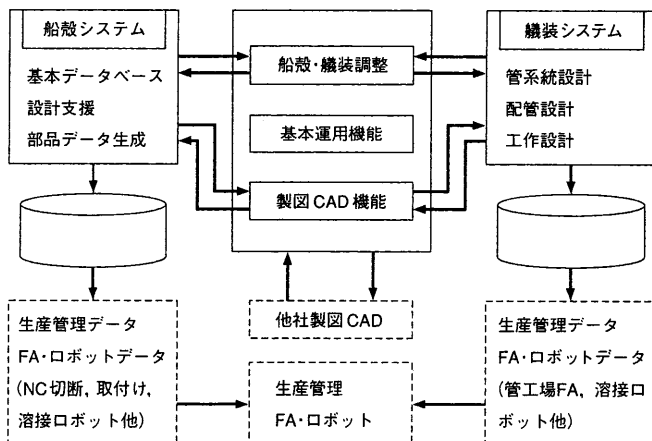 船殻システム
基本データベース
設計支援
部品データ生成
船殻・艤装調整
基本運用機能
製図CAD機能
艤装システム
管系統設計
配管設計
工作設計
他社製図CAD
生産管理データ
FA・ロボットデータ
(NC切断, 取付け,
溶接ロボット他)
生産管理
FA・ロボット
生産管理データ
FA・ロボットデータ
(管工場FA, 溶接ロ
ボット他)